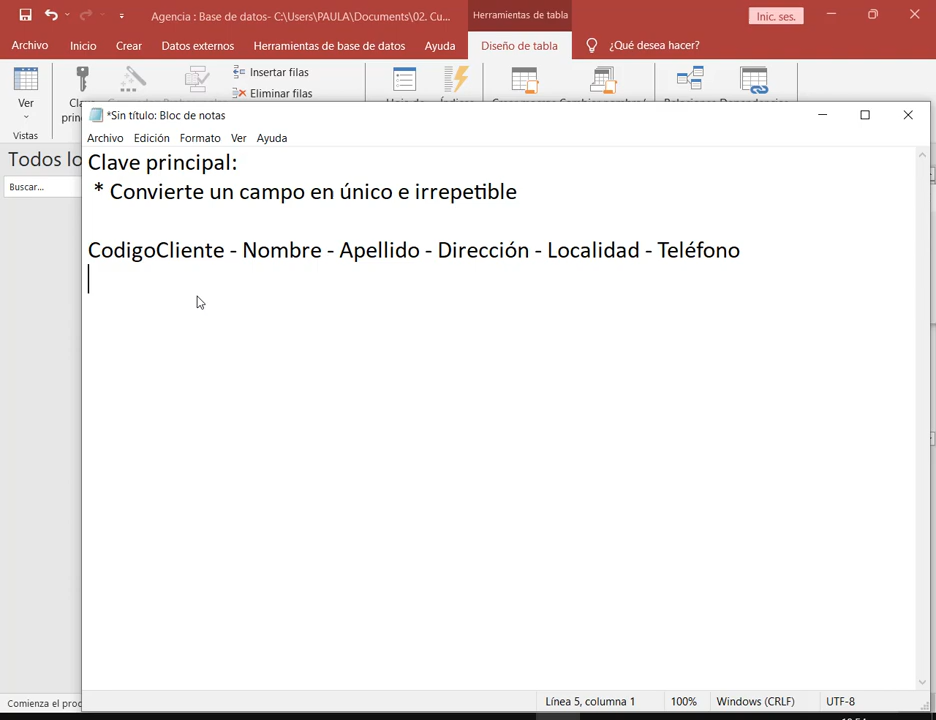 Agencia : Base de datos- C:\Users\PAULA\Documents\02. Cu...
Herramientas de tabla
Inic. ses.
Archivo
Inicio
Crear
Datos externos
Herramientas de base de datos
Ayuda
Diseño de tabla
¿Qué desea hacer?
Ver
Insertar filas
Eliminar filas
Vistas
Todos lo
Buscar...
*Sin título: Bloc de notas
Archivo Edición Formato Ver Ayuda
Clave principal:
* Convierte un campo en único e irrepetible
CodigoCliente - Nombre - Apellido - Dirección - Localidad - Teléfono
Línea 5, columna 1
100%
Windows (CRLF)
UTF-8
Comienza el proc